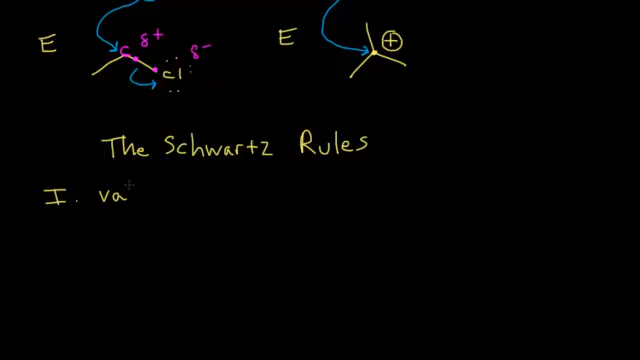 E C δ+ Cl δ- E +
The Schwartz Rules
I. va